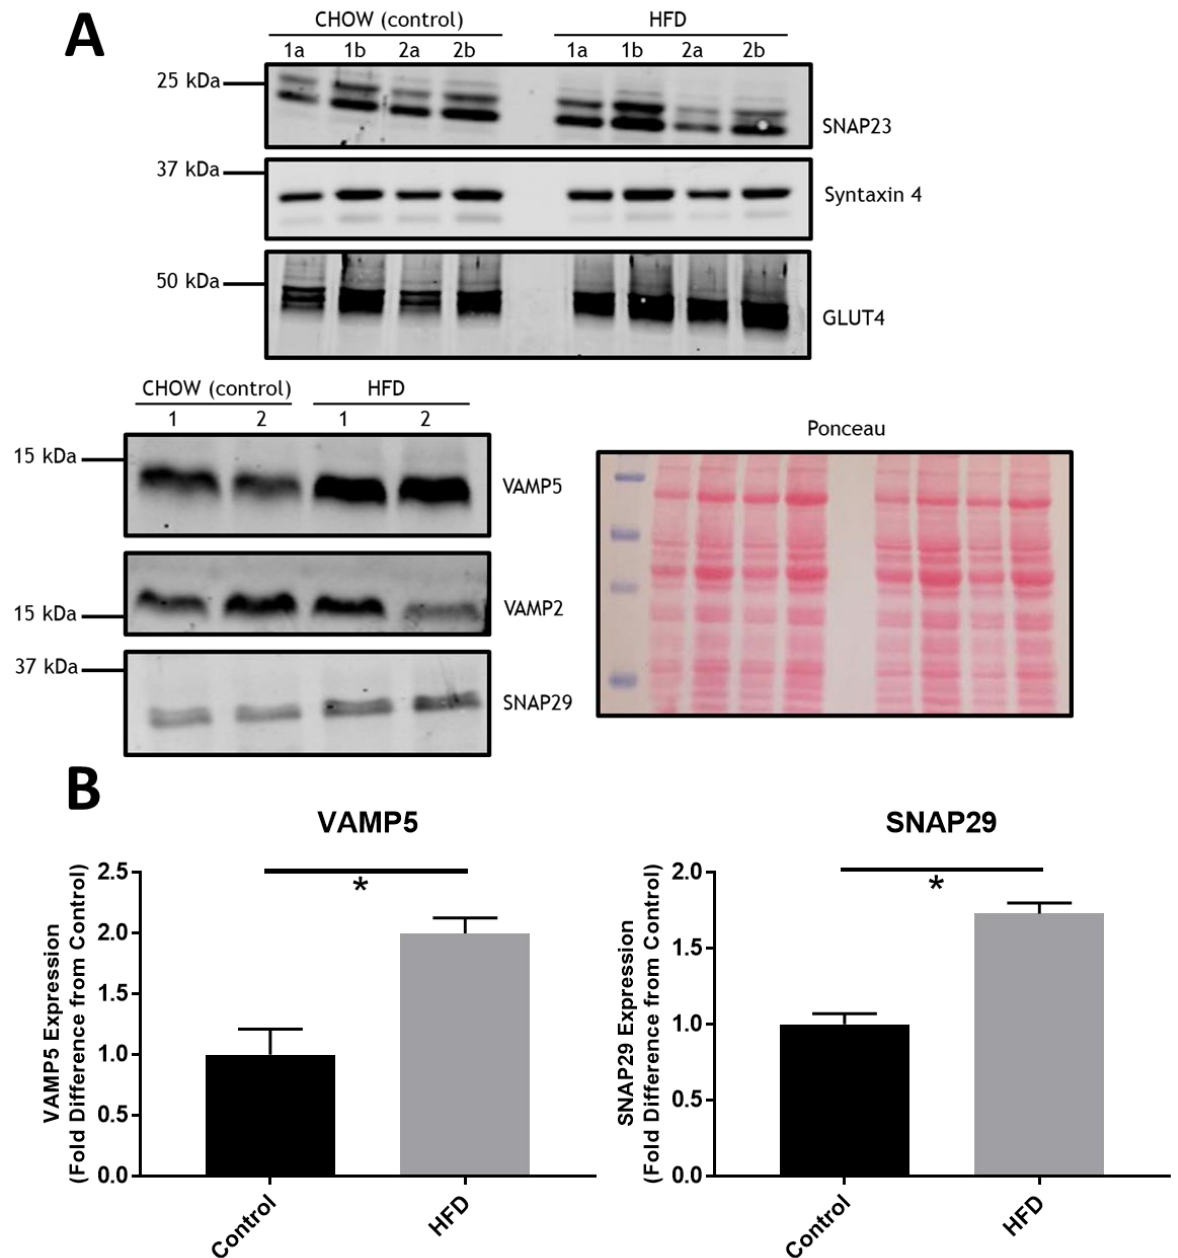 A
CHOW (control) HFD
1a 1b 2a 2b 1a 1b 2a 2b
25 kDa
SNAP23
37 kDa
Syntaxin 4
50 kDa
GLUT4
CHOW (control) HFD
1 2 1 2
15 kDa
VAMP5
15 kDa
VAMP2
37 kDa
SNAP29
Ponceau
B
VAMP5
VAMP5 Expression
(Fold Difference from Control)
2.5
2.0
1.5
1.0
0.5
0.0
*
Control
HFD
SNAP29
SNAP29 Expression
(Fold Difference from Control)
2.0
1.5
1.0
0.5
0.0
*
Control
HFD